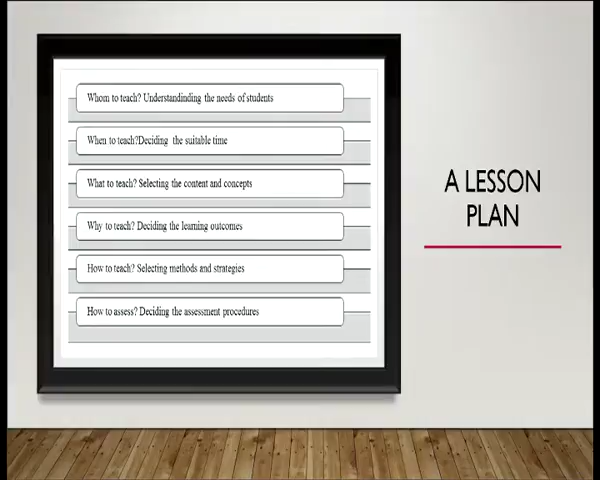 Whom to teach? Understandinding the needs of students
When to teach?Deciding the suitable time
What to teach? Selecting the content and concepts
Why to teach? Deciding the learning outcomes
How to teach? Selecting methods and strategies
How to assess? Deciding the assessment procedures
A LESSON
PLAN